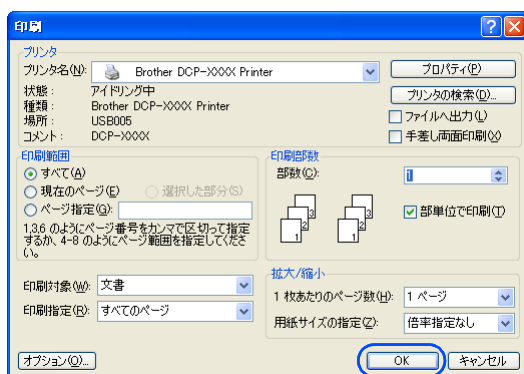 印刷
プリンタ
プリンタ名(N): Brother DCP-XXXX Printer プロパティ(P)
状態: アイドリング中 プリンタの検索(D)...
種類: Brother DCP-XXXX Printer
場所: USB005 ファイルへ出力(L)
コメント: DCP-XXXX 手差し両面印刷(X)
印刷範囲
すべて(A)
現在のページ(E) 選択した部分(S)
ページ指定(G):
1,3,6 のようにページ番号をカンマで区切って指定
するか、4-8 のようにページ範囲を指定してくださ
い。
印刷部数
部数(C): 1
1 2 3 1 2 3 部単位で印刷(T)
印刷対象(W): 文書
印刷指定(R): すべてのページ
拡大/縮小
1 枚あたりのページ数(H): 1 ページ
用紙サイズの指定(Z): 倍率指定なし
オプション(O)... OK キャンセル